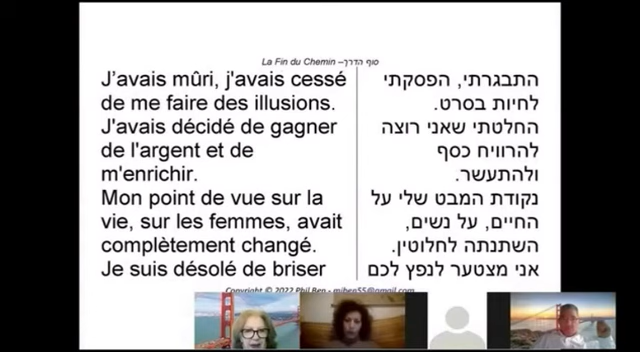 La Fin du Chemin –סוף הדרך
J'avais mûri, j'avais cessé
de me faire des illusions.
J'avais décidé de gagner
de l'argent et de
m'enrichir.
Mon point de vue sur la
vie, sur les femmes, avait
complètement changé.
Je suis désolé de briser
התבגרתי, הפסקתי
לחיות בסרט.
החלטתי שאני רוצה
להרוויח כסף
ולהתעשר.
נקודת המבט שלי על
החיים, על נשים,
השתנתה לחלוטין.
אני מצטער לנפץ לכם
Copyright © 2022 Phil Ben - miben55@gmail.com